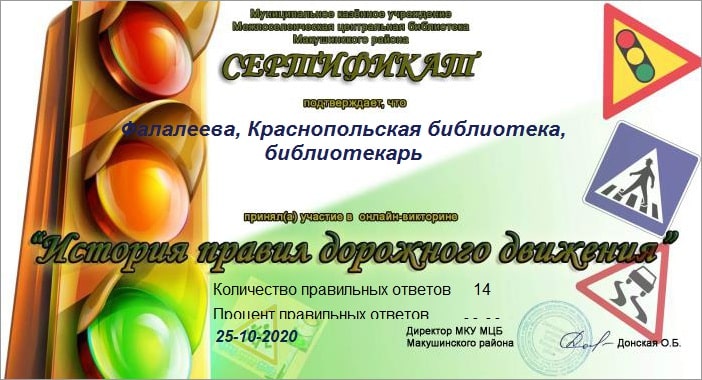 Муниципальное казённое учреждение
Межпоселенческая центральная библиотека
Макушинского района
СЕРТИФИКАТ
подтверждает, что
Фалалеева, Краснопольская библиотека,
библиотекарь
принял(а) участие в онлайн-викторине
“История правил дорожного движения”
Количество правильных ответов 14
Процент правильных ответов
25-10-2020
Директор МКУ МЦБ
Макушинского района
Донская О.Б.